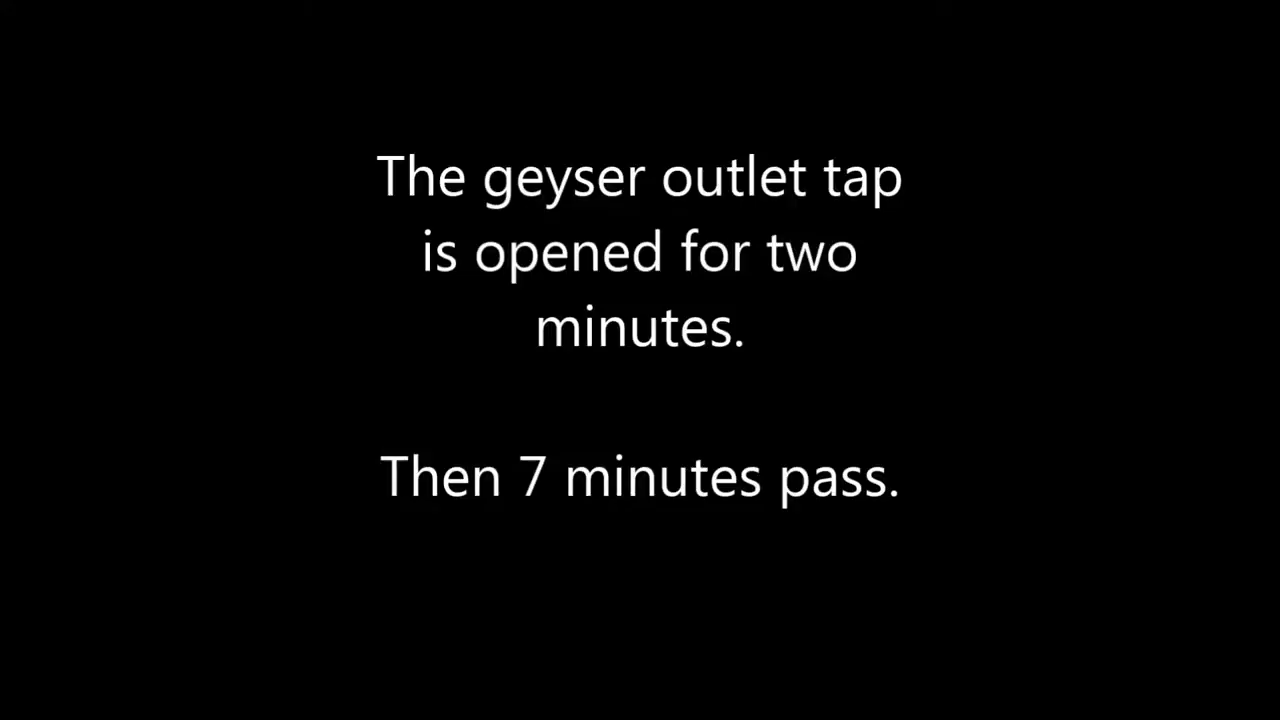 The geyser outlet tap
is opened for two
minutes.
Then 7 minutes pass.